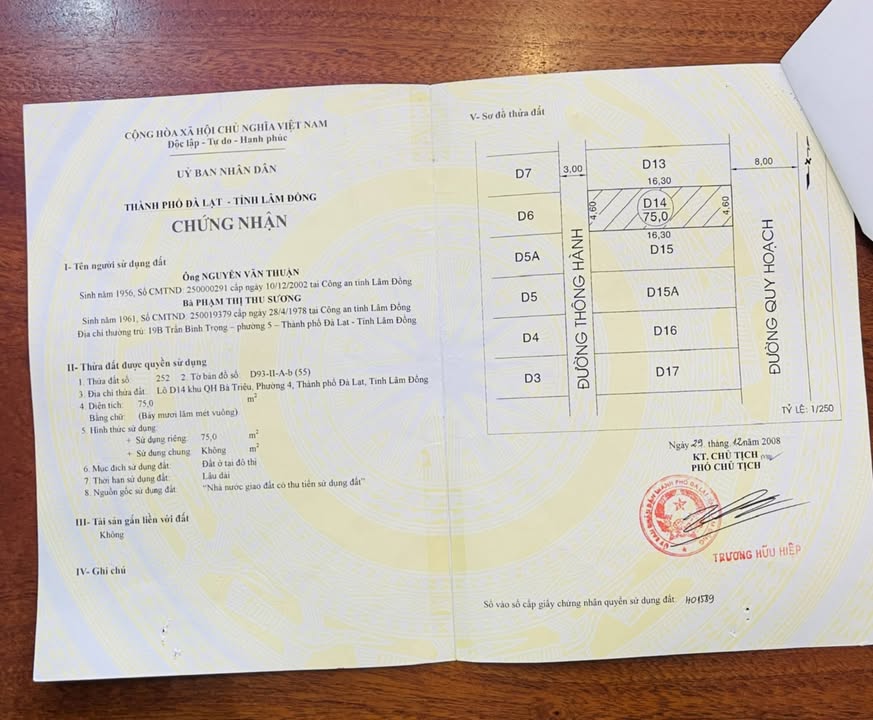 CỘNG HÒA XÃ HỘI CHỦ NGHĨA VIỆT NAM
Độc lập - Tự do - Hạnh phúc
UỶ BAN NHÂN DÂN
THÀNH PHỐ ĐÀ LẠT - TỈNH LÂM ĐỒNG
CHỨNG NHẬN
I- Tên người sử dụng đất
Ông NGUYỄN VĂN THUẬN
Sinh năm 1956, Số CMTND: 250000291 cấp ngày 10/12/2002 tại Công an tỉnh Lâm Đồng
Bà PHẠM THỊ THU SƯƠNG
Sinh năm 1961, Số CMTND: 250019379 cấp ngày 28/4/1978 tại Công an tỉnh Lâm Đồng
Địa chỉ thường trú: 19B Trần Bình Trọng – phường 5 – Thành phố Đà Lạt - Tỉnh Lâm Đồng
II- Thửa đất được quyền sử dụng
1. Thửa đất số: 252 2. Tờ bản đồ số: D93-II-A-b (55)
3. Địa chỉ thửa đất: Lô D14 khu QH Bà Triệu, Phường 4, Thành phố Đà Lạt, Tỉnh Lâm Đồng
4. Diện tích: 75,0 m²
Bằng chữ: (Bảy mươi lăm mét vuông)
5. Hình thức sử dụng:
+ Sử dụng riêng: 75,0 m²
+ Sử dụng chung: Không m²
6. Mục đích sử dụng đất: Đất ở tại đô thị
7. Thời hạn sử dụng đất: Lâu dài
8. Nguồn gốc sử dụng đất: "Nhà nước giao đất có thu tiền sử dụng đất"
III- Tài sản gắn liền với đất
Không
IV- Ghi chú
V- Sơ đồ thửa đất
D7
D6
D5A
D5
D4
D3
3,00
ĐƯỜNG THÔNG HÀNH
D13
16,30
4,60
D14
75,0
4,60
16,30
D15
D15A
D16
D17
8,00
ĐƯỜNG QUY HOẠCH
TỶ LỆ: 1/250
Ngày 29 tháng 12 năm 2008
KT. CHỦ TỊCH
PHÓ CHỦ TỊCH
TRƯƠNG HỮU HIỆP
Số vào sổ cấp giấy chứng nhận quyền sử dụng đất: H01589